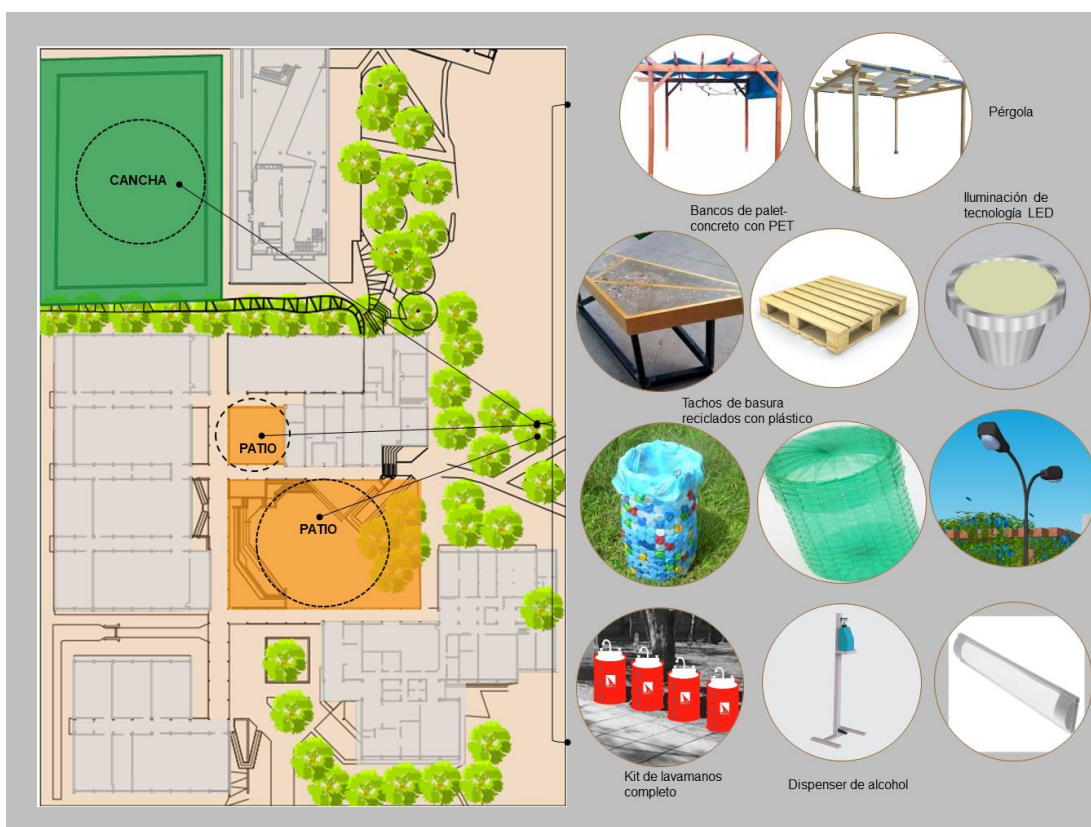 CANCHA
PATIO
PATIO
Pérgola
Bancos de palet-
concreto con PET
Iluminación de
tecnología LED
Tachos de basura
reciclados con plástico
Kit de lavamanos
completo
Dispenser de alcohol